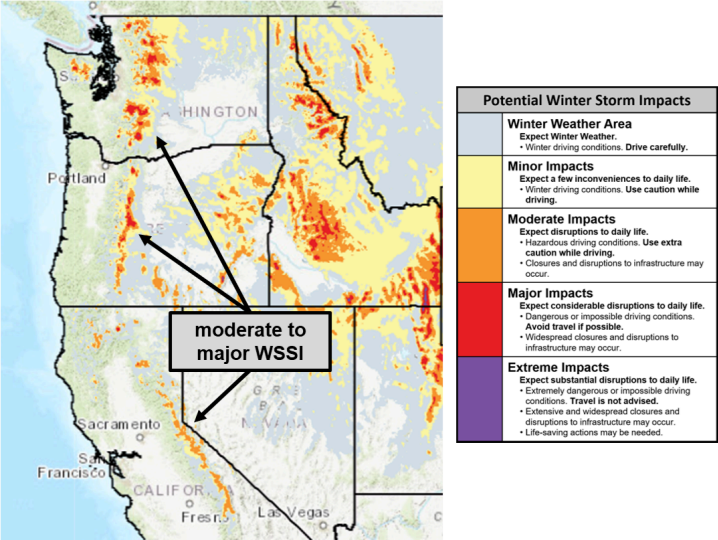 Se
WASHINGTON
Portland
moderate to
major WSSI
Sacramento
San
Francisco
CALIFOR
Fresno
Las Vegas
Potential Winter Storm Impacts
Winter Weather Area
Expect Winter Weather.
• Winter driving conditions. Drive carefully.
Minor Impacts
Expect a few inconveniences to daily life.
• Winter driving conditions. Use caution while
driving.
Moderate Impacts
Expect disruptions to daily life.
• Hazardous driving conditions. Use extra
caution while driving.
• Closures and disruptions to infrastructure may
occur.
Major Impacts
Expect considerable disruptions to daily life.
• Dangerous or impossible driving conditions.
Avoid travel if possible.
• Widespread closures and disruptions to
infrastructure may occur.
Extreme Impacts
Expect substantial disruptions to daily life.
• Extremely dangerous or impossible driving
conditions. Travel is not advised.
• Extensive and widespread closures and
disruptions to infrastructure may occur.
• Life-saving actions may be needed.